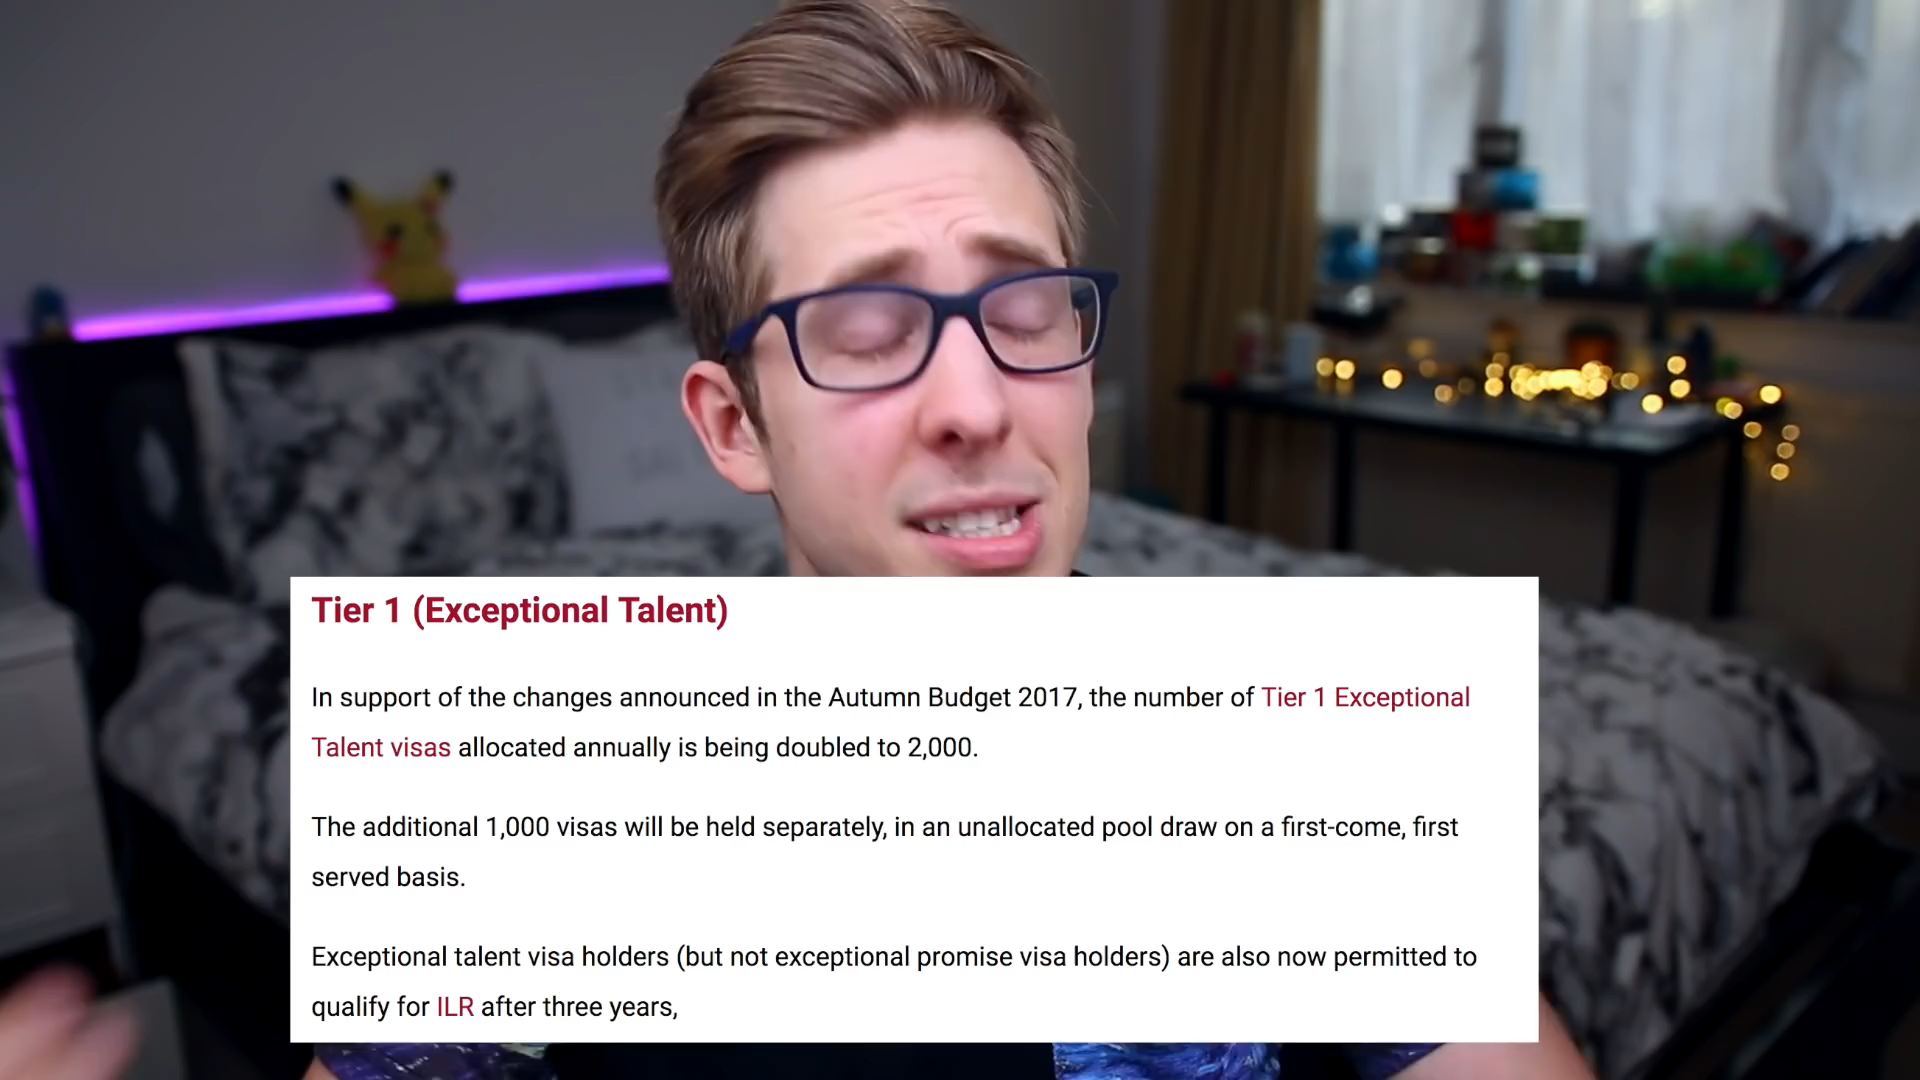 Tier 1 (Exceptional Talent)
In support of the changes announced in the Autumn Budget 2017, the number of Tier 1 Exceptional
Talent visas allocated annually is being doubled to 2,000.
The additional 1,000 visas will be held separately, in an unallocated pool draw on a first-come, first
served basis.
Exceptional talent visa holders (but not exceptional promise visa holders) are also now permitted to
qualify for ILR after three years,